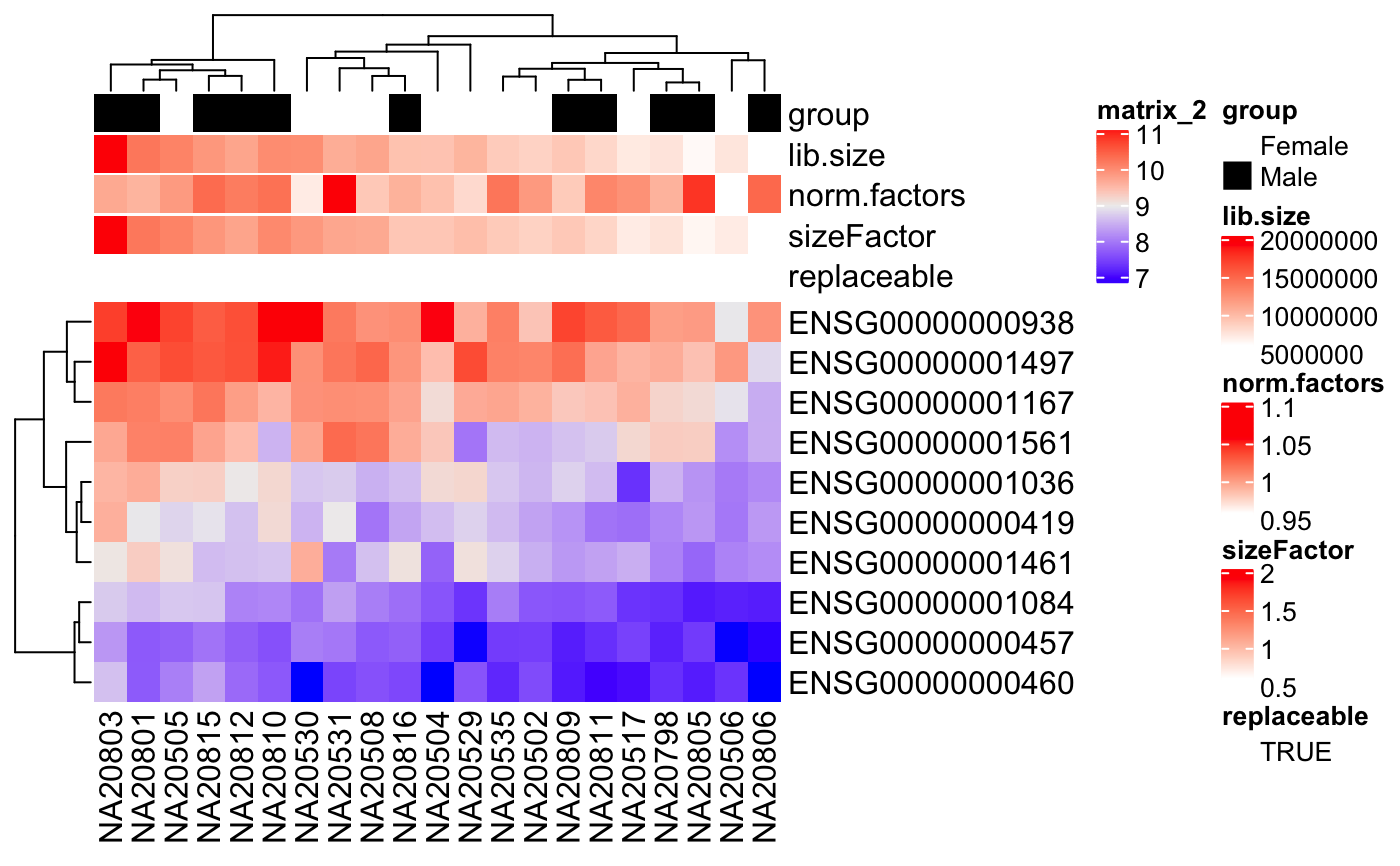 group
lib.size
norm.factors
sizeFactor
replaceable
ENSG00000000938
ENSG00000001497
ENSG00000001167
ENSG00000001561
ENSG00000001036
ENSG00000000419
ENSG00000001461
ENSG00000001084
ENSG00000000457
ENSG00000000460
NA20803
NA20801
NA20505
NA20815
NA20812
NA20810
NA20530
NA20531
NA20508
NA20816
NA20504
NA20529
NA20535
NA20502
NA20809
NA20811
NA20517
NA20798
NA20805
NA20506
NA20806
matrix_2
11
10
9
8
7
group
Female
Male
lib.size
20000000
15000000
10000000
5000000
norm.factors
1.1
1.05
1
0.95
sizeFactor
2
1.5
1
0.5
replaceable
TRUE